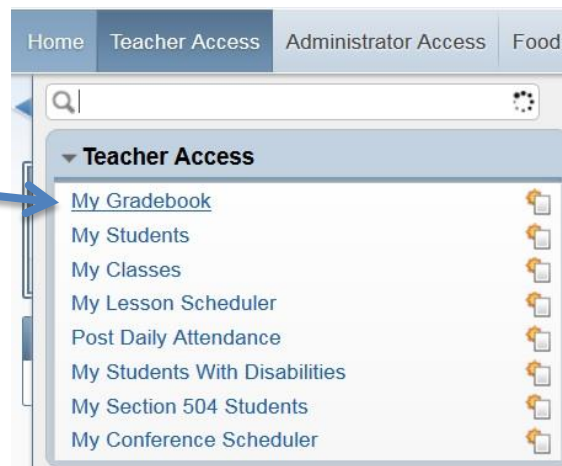 Home Teacher Access Administrator Access Food
Teacher Access
My Gradebook
My Students
My Classes
My Lesson Scheduler
Post Daily Attendance
My Students With Disabilities
My Section 504 Students
My Conference Scheduler